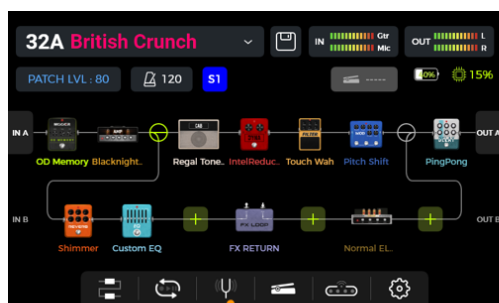 32A British Crunch
IN
Gtr
Mic
OUT
L
R
PATCH LVL : 80
120
S1
-----
15%
IN A
AMP
CAB
FILTER
OUT A
OD Memory
Blacknight..
Regal Tone..
IntelReduc..
Touch Wah
Pitch Shift
PingPong
IN B
FX LOOP
OUT B
Shimmer
Custom EQ
FX RETURN
Normal EL..